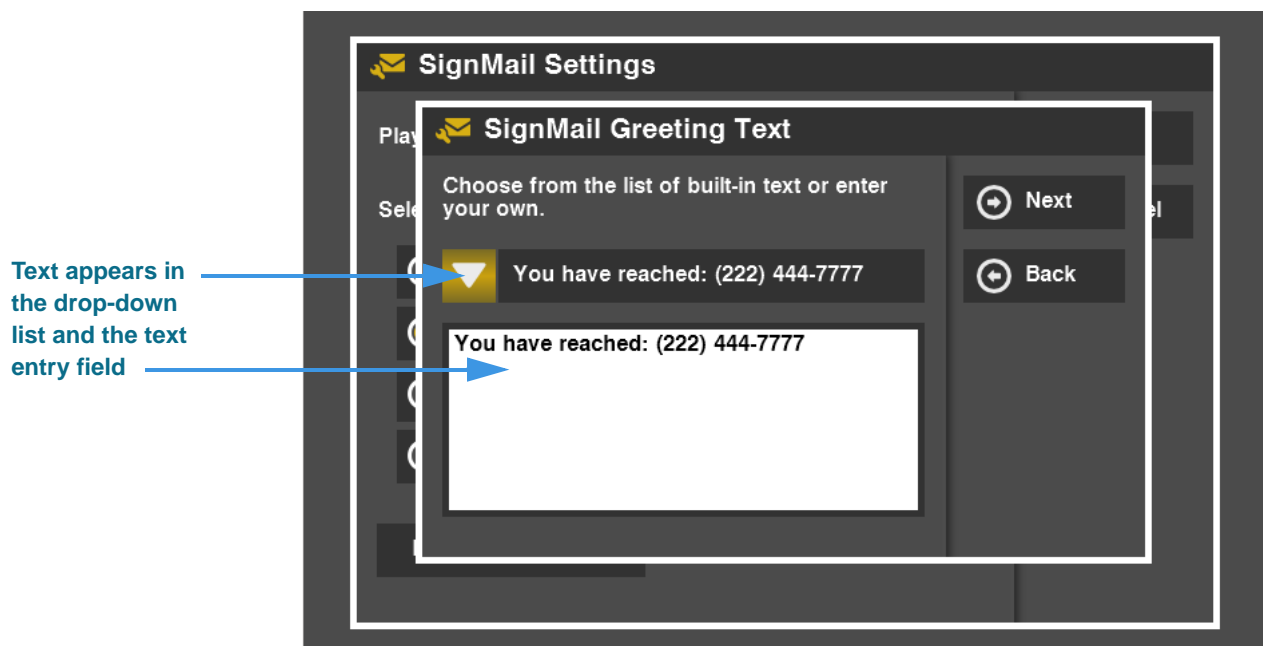 SignMail Settings
SignMail Greeting Text
Choose from the list of built-in text or enter
your own.
You have reached: (222) 444-7777
You have reached: (222) 444-7777
Next
Back
Text appears in
the drop-down
list and the text
entry field